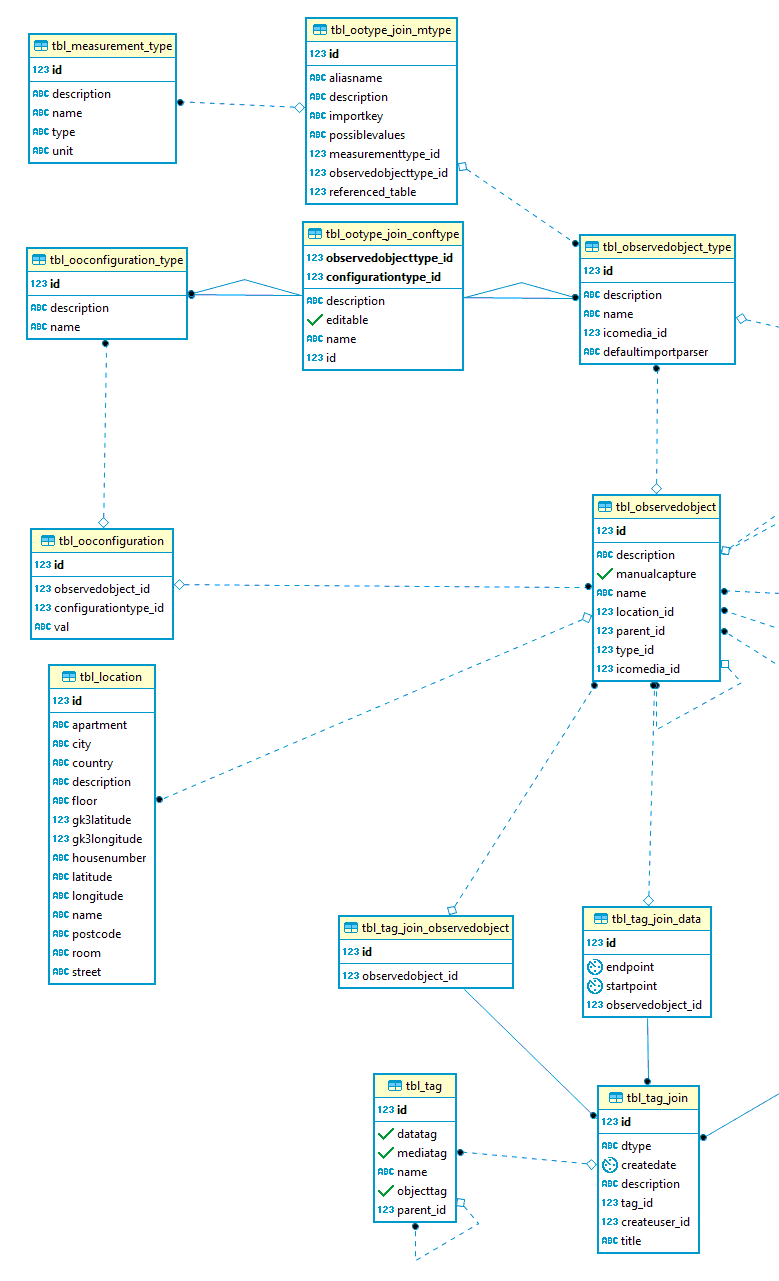 tbl_measurement_type
123 id
ABC description
ABC name
ABC type
ABC unit
tbl_ootype_join_mtype
123 id
ABC aliasname
ABC description
ABC importkey
ABC possiblevalues
123 measurementtype_id
123 observedobjecttype_id
123 referenced_table
tbl_ooconfiguration_type
123 id
ABC description
ABC name
tbl_ootype_join_conftype
123 observedobjecttype_id
123 configurationtype_id
ABC description
editable
ABC name
123 id
tbl_observedobject_type
123 id
ABC description
ABC name
123 icomedia_id
ABC defaultimportparser
tbl_ooconfiguration
123 id
123 observedobject_id
123 configurationtype_id
ABC val
tbl_observedobject
123 id
ABC description
manualcapture
ABC name
123 location_id
123 parent_id
123 type_id
123 icomedia_id
tbl_location
123 id
ABC apartment
ABC city
ABC country
ABC description
ABC floor
123 gk3latitude
123 gk3longitude
ABC housenumber
ABC latitude
ABC longitude
ABC name
ABC postcode
ABC room
ABC street
tbl_tag_join_observedobject
123 id
123 observedobject_id
tbl_tag_join_data
123 id
endpoint
startpoint
123 observedobject_id
tbl_tag
123 id
datatag
mediatag
ABC name
objecttag
123 parent_id
tbl_tag_join
123 id
ABC dtype
createdate
ABC description
123 tag_id
123 createuser_id
ABC title